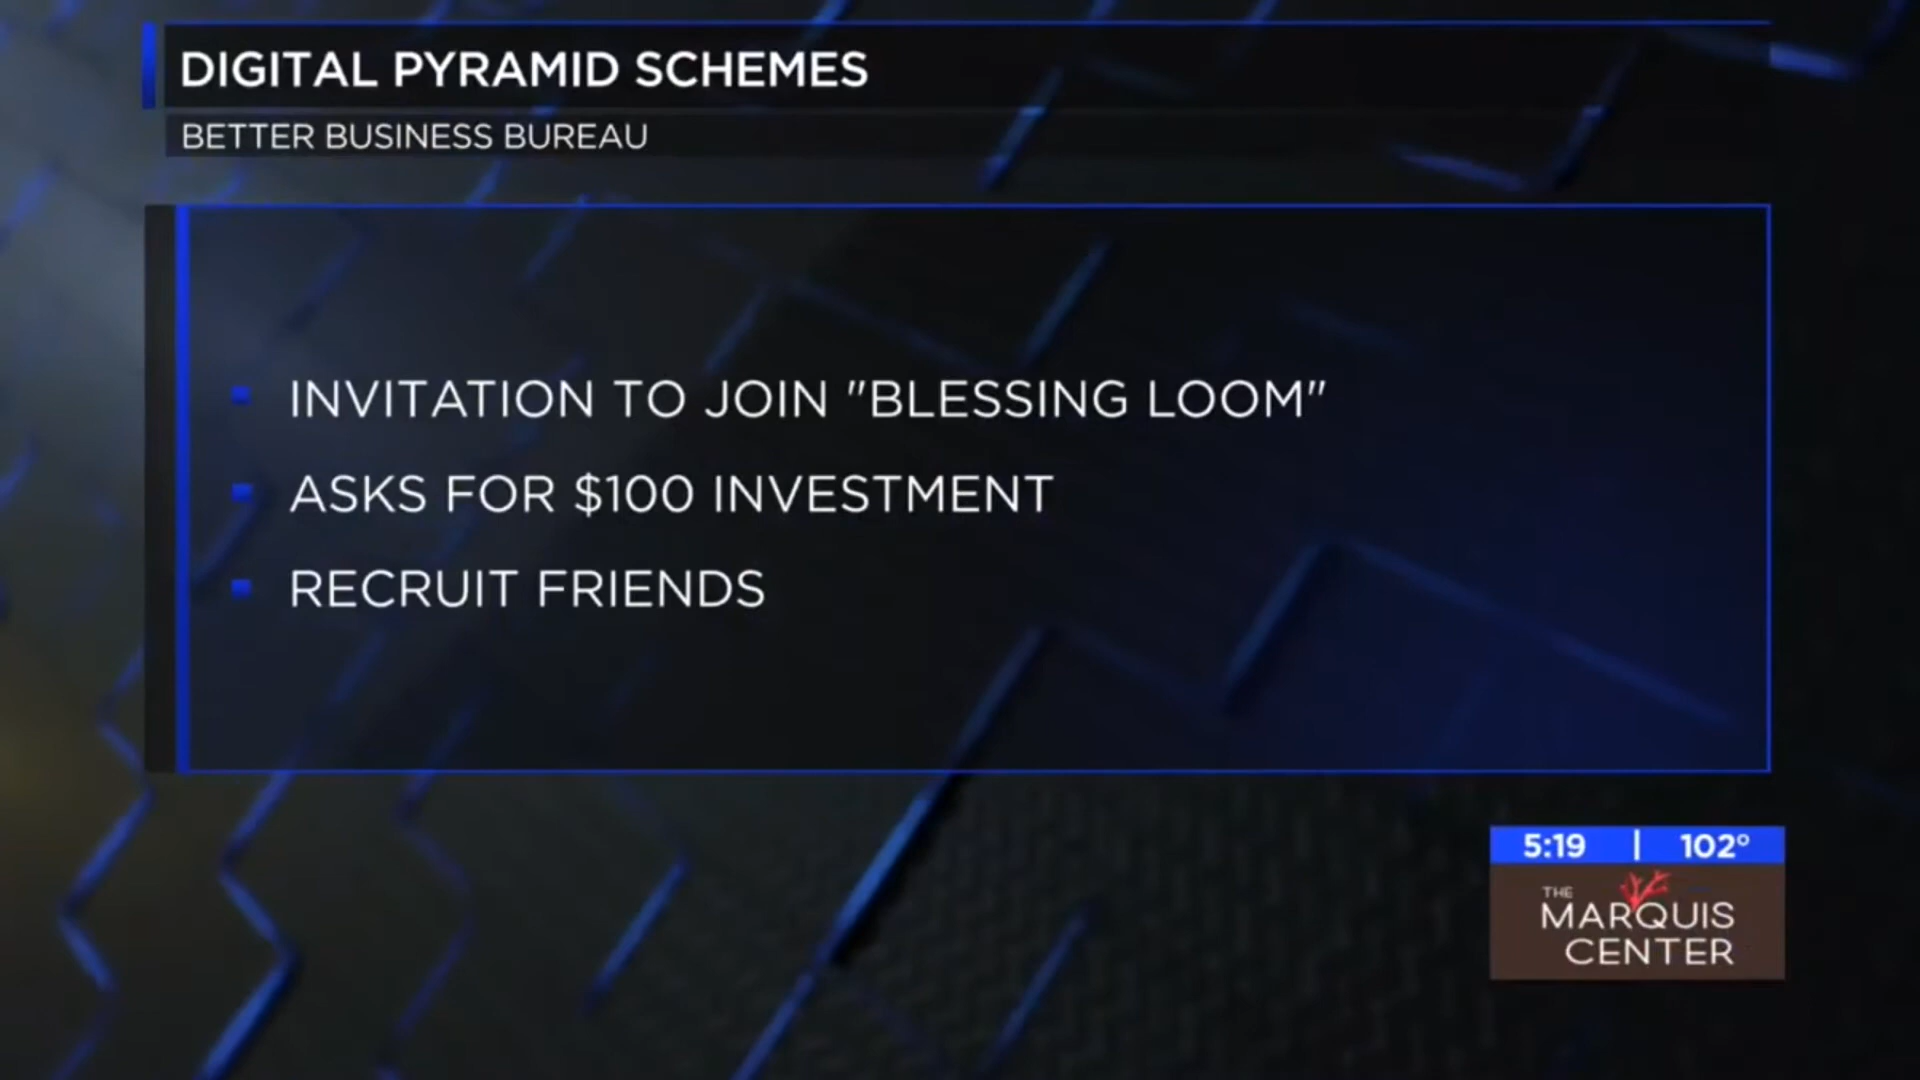 DIGITAL PYRAMID SCHEMES
BETTER BUSINESS BUREAU
INVITATION TO JOIN "BLESSING LOOM"
ASKS FOR $100 INVESTMENT
RECRUIT FRIENDS
5:19 | 102°
THE
MARQUIS
CENTER